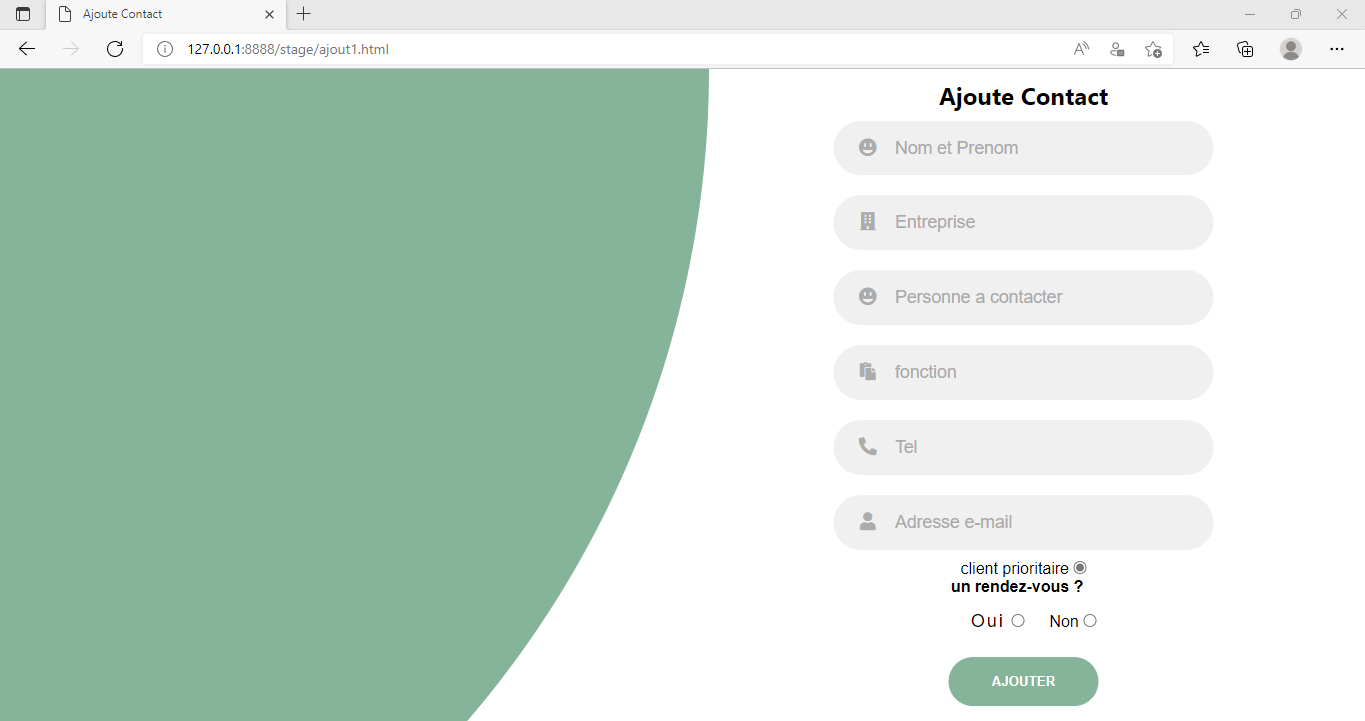 Ajoute Contact
127.0.0.1:8888/stage/ajout1.html
Ajoute Contact
Nom et Prenom
Entreprise
Personne a contacter
fonction
Tel
Adresse e-mail
client prioritaire
un rendez-vous ?
Oui Non
AJOUTER